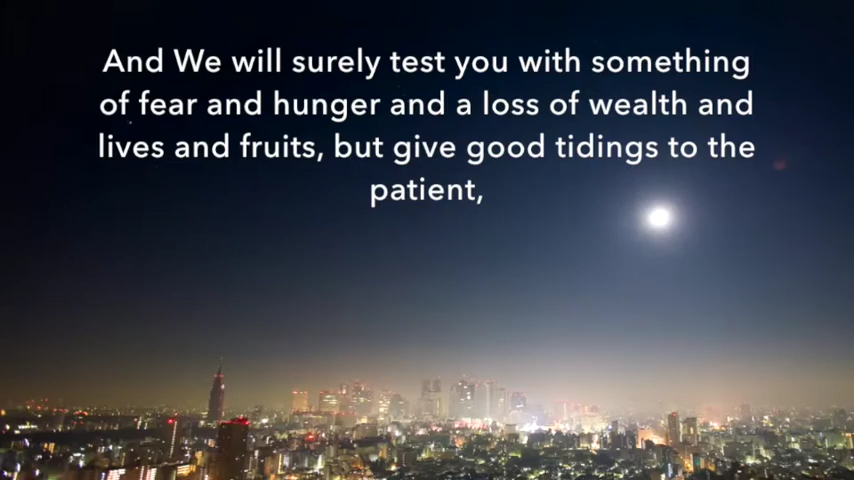 And We will surely test you with something
of fear and hunger and a loss of wealth and
lives and fruits, but give good tidings to the
patient,